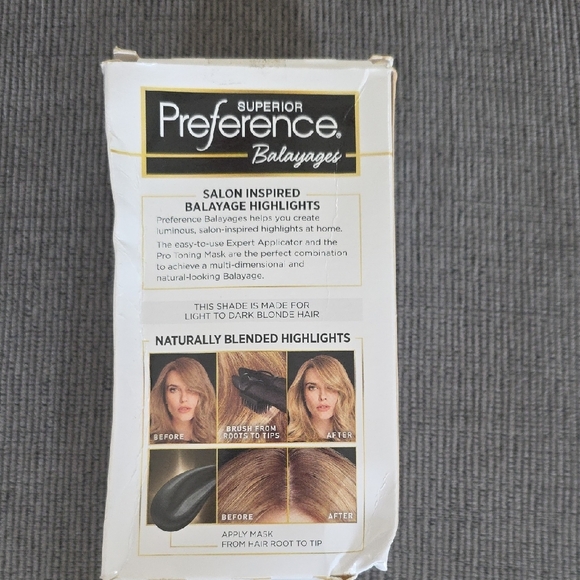 SUPERIOR
Preference®
Balayages
SALON INSPIRED
BALAYAGE HIGHLIGHTS
Preference Balayages helps you create
luminous, salon-inspired highlights at home.
The easy-to-use Expert Applicator and the
Pro Toning Mask are the perfect combination
to achieve a multi-dimensional and
natural-looking Balayage.
THIS SHADE IS MADE FOR
LIGHT TO DARK BLONDE HAIR
NATURALLY BLENDED HIGHLIGHTS
BEFORE
BRUSH FROM
ROOTS TO TIPS
AFTER
BEFORE
AFTER
APPLY MASK
FROM HAIR ROOT TO TIP